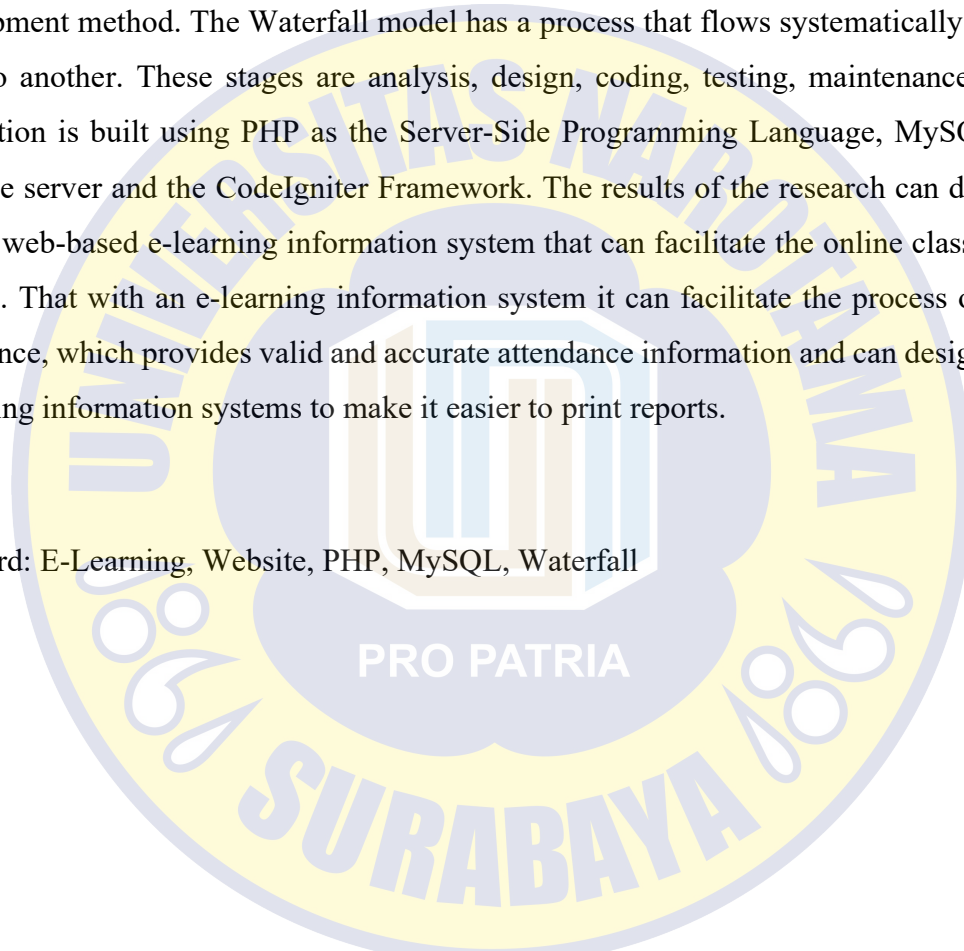 pment method. The Waterfall model has a process that flows systematically
o another. These stages are analysis, design, coding, testing, maintenance,
tion is built using PHP as the Server-Side Programming Language, MySQ
e server and the CodeIgniter Framework. The results of the research can d
web-based e-learning information system that can facilitate the online class
. That with an e-learning information system it can facilitate the process o
nce, which provides valid and accurate attendance information and can desig
ing information systems to make it easier to print reports.
rd: E-Learning, Website, PHP, MySQL, Waterfall
UNIVERSITAS NAROTAMA
PRO PATRIA
SURABAYA